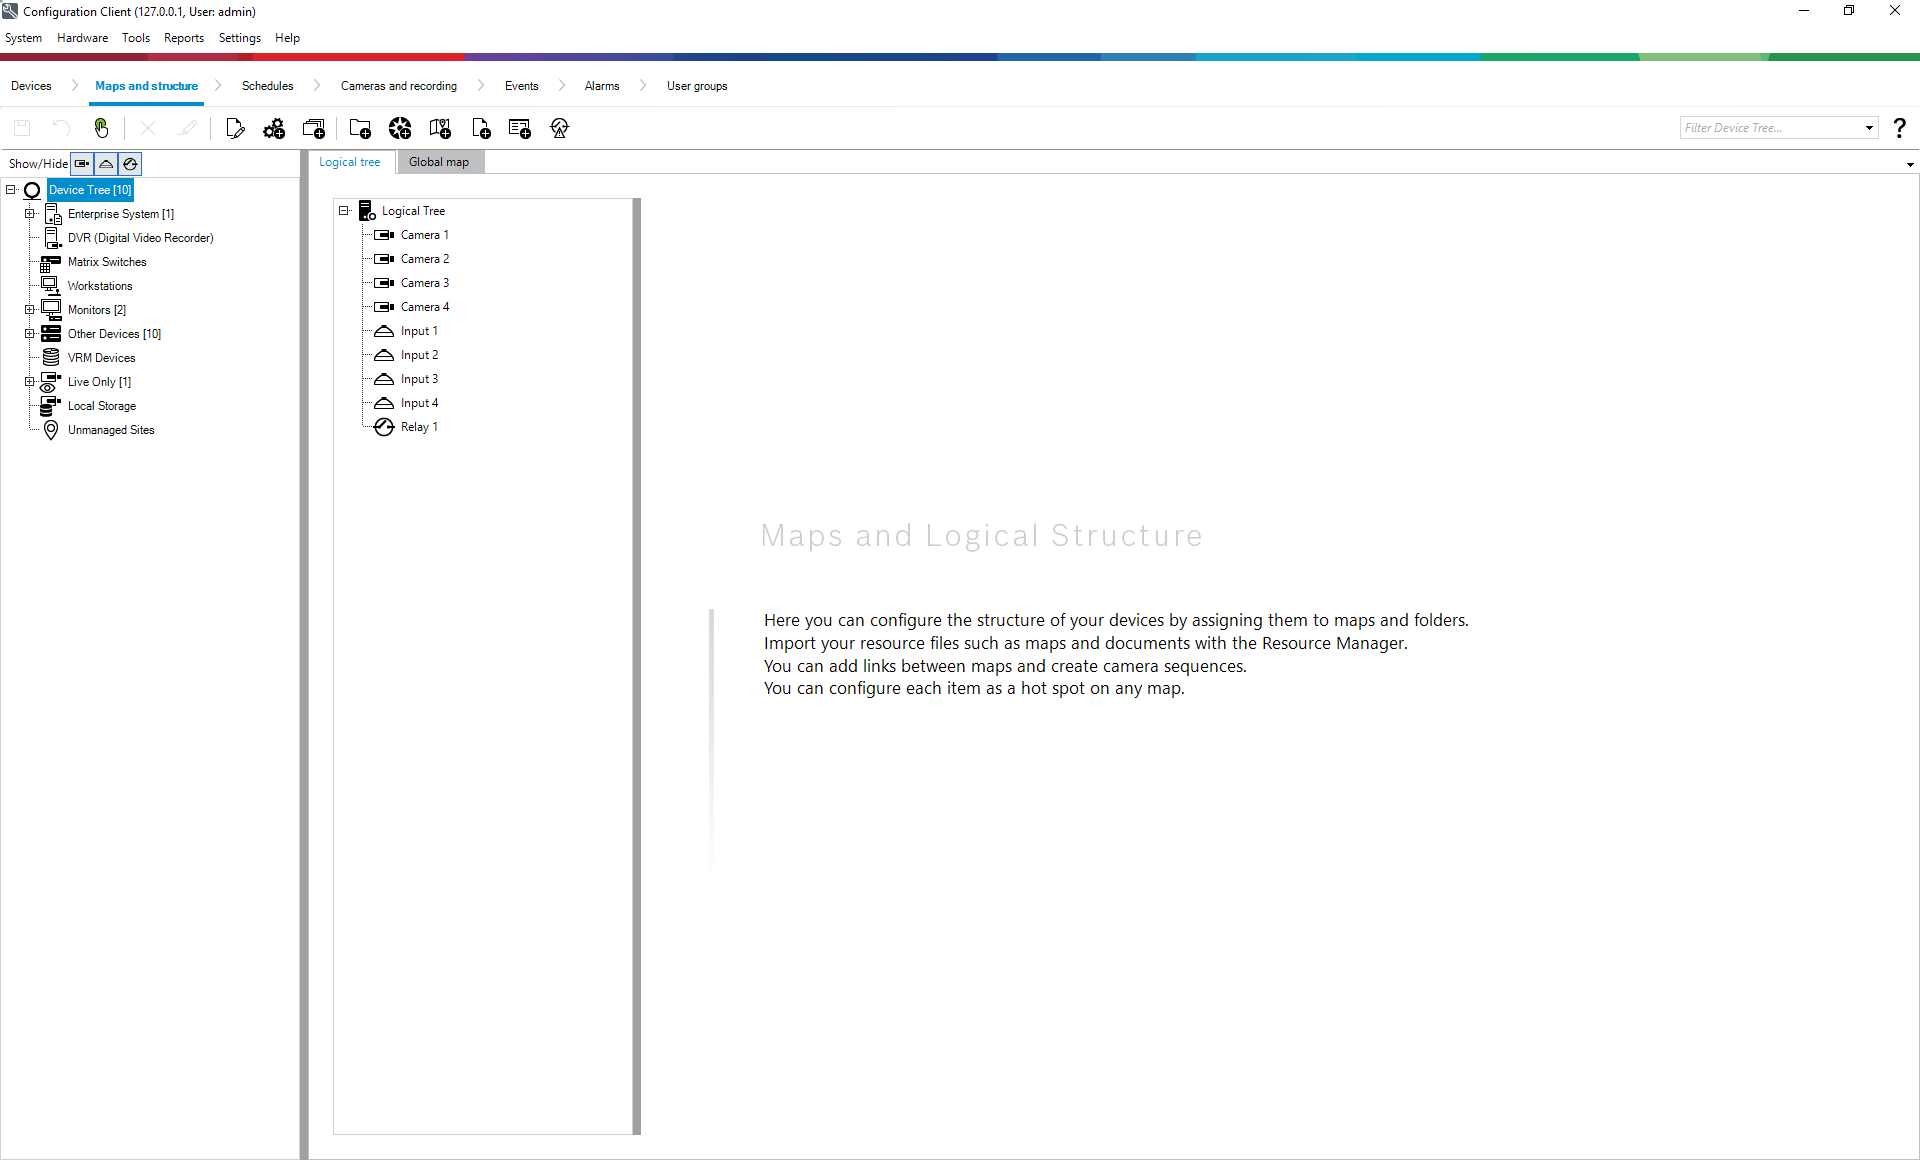 Configuration Client (127.0.0.1, User: admin)
System Hardware Tools Reports Settings Help
Devices Maps and structure Schedules Cameras and recording Events Alarms User groups
Filter Device Tree... ?
Show/Hide
Device Tree [10]
Enterprise System [1]
DVR (Digital Video Recorder)
Matrix Switches
Workstations
Monitors [2]
Other Devices [10]
VRM Devices
Live Only [1]
Local Storage
Unmanaged Sites
Logical tree Global map
Logical Tree
Camera 1
Camera 2
Camera 3
Camera 4
Input 1
Input 2
Input 3
Input 4
Relay 1
Maps and Logical Structure
Here you can configure the structure of your devices by assigning them to maps and folders.
Import your resource files such as maps and documents with the Resource Manager.
You can add links between maps and create camera sequences.
You can configure each item as a hot spot on any map.